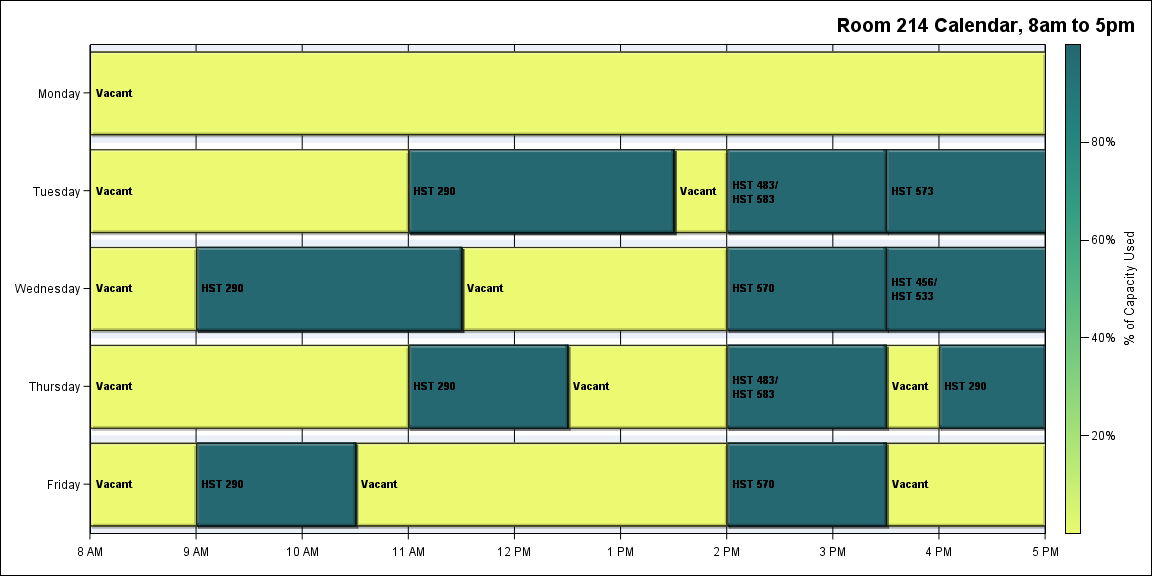 Room 214 Calendar, 8am to 5pm
Monday
Vacant
Tuesday
Vacant
HST 290
Vacant
HST 483/
HST 583
HST 573
Wednesday
Vacant
HST 290
Vacant
HST 570
HST 456/
HST 533
Thursday
Vacant
HST 290
Vacant
HST 483/
HST 583
Vacant
HST 290
Friday
Vacant
HST 290
Vacant
HST 570
Vacant
8 AM
9 AM
10 AM
11 AM
12 PM
1 PM
2 PM
3 PM
4 PM
5 PM
80%
60%
40%
20%
% of Capacity Used